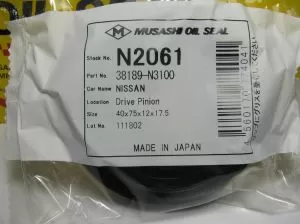 MUSASHI OIL SEAL
Stock No. N2061
Part No. 38189-N3100
Car Name NISSAN
Location Drive Pinion
Size 40x75x12x17.5
Lot No. 111802
MADE IN JAPAN